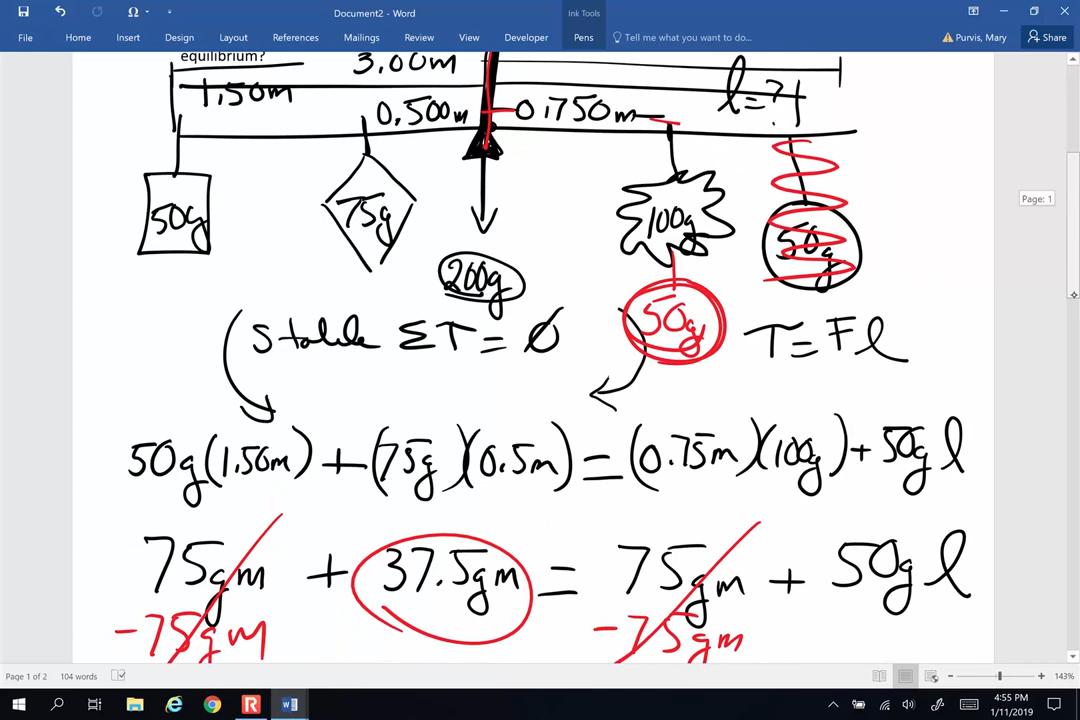 Document2 - Word
Ink Tools
File Home Insert Design Layout References Mailings Review View Developer Pens Tell me what you want to do... Purvis, Mary Share
equilibrium?
3.00m
1.50m
0.500m
0.750m
l=?
50g
75g
100g
50g
200g
50g
Stable ΣT = Ø
T=Fl
50g(1.50m) + (75g)(0.5m) = (0.75m)(100g) + 50g l
75gm + 37.5gm = 75gm + 50g l
-75gm -75gm
Page: 1
Page 1 of 2 104 words 143%
4:55 PM
1/11/2019